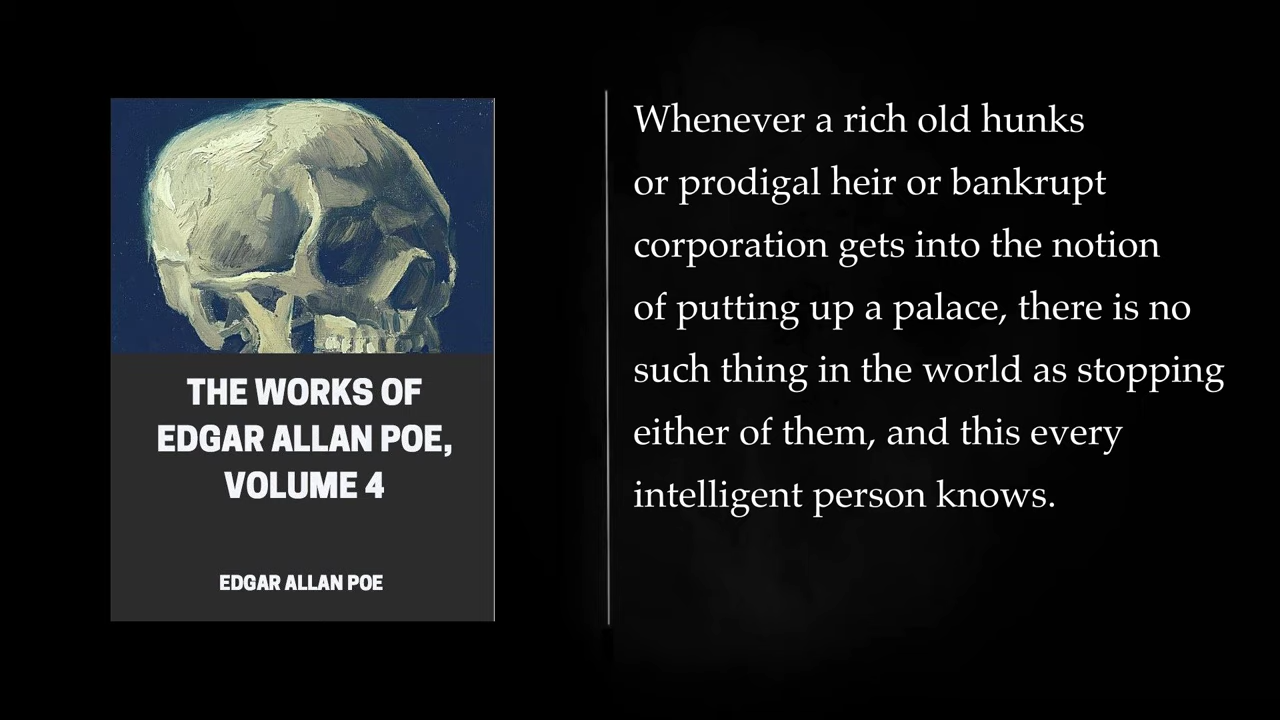 THE WORKS OF
EDGAR ALLAN POE,
VOLUME 4
EDGAR ALLAN POE
Whenever a rich old hunks
or prodigal heir or bankrupt
corporation gets into the notion
of putting up a palace, there is no
such thing in the world as stopping
either of them, and this every
intelligent person knows.